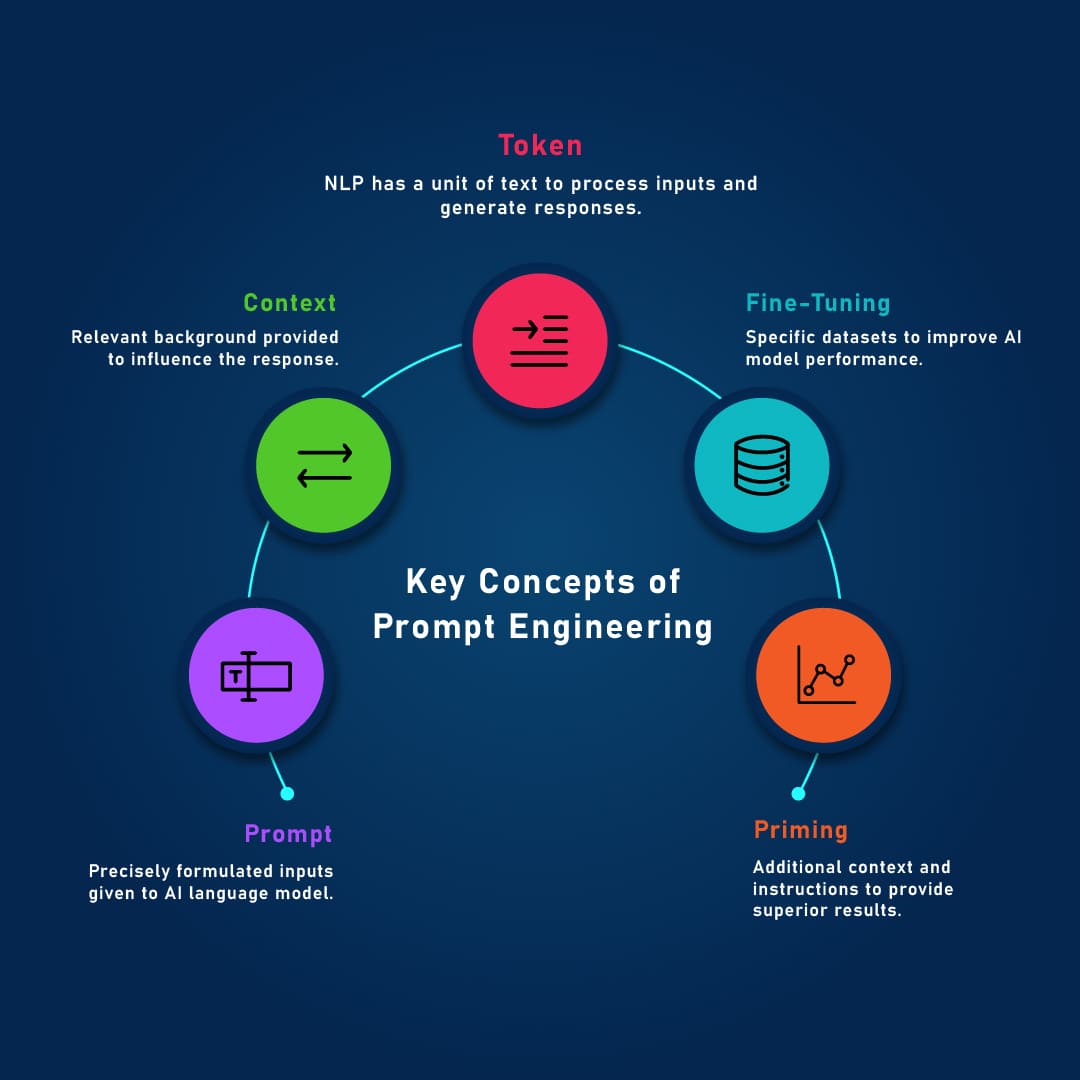 Token
NLP has a unit of text to process inputs and
generate responses.
Context
Relevant background provided
to influence the response.
Fine-Tuning
Specific datasets to improve AI
model performance.
Key Concepts of
Prompt Engineering
T
Prompt
Precisely formulated inputs
given to AI language model.
Priming
Additional context and
instructions to provide
superior results.